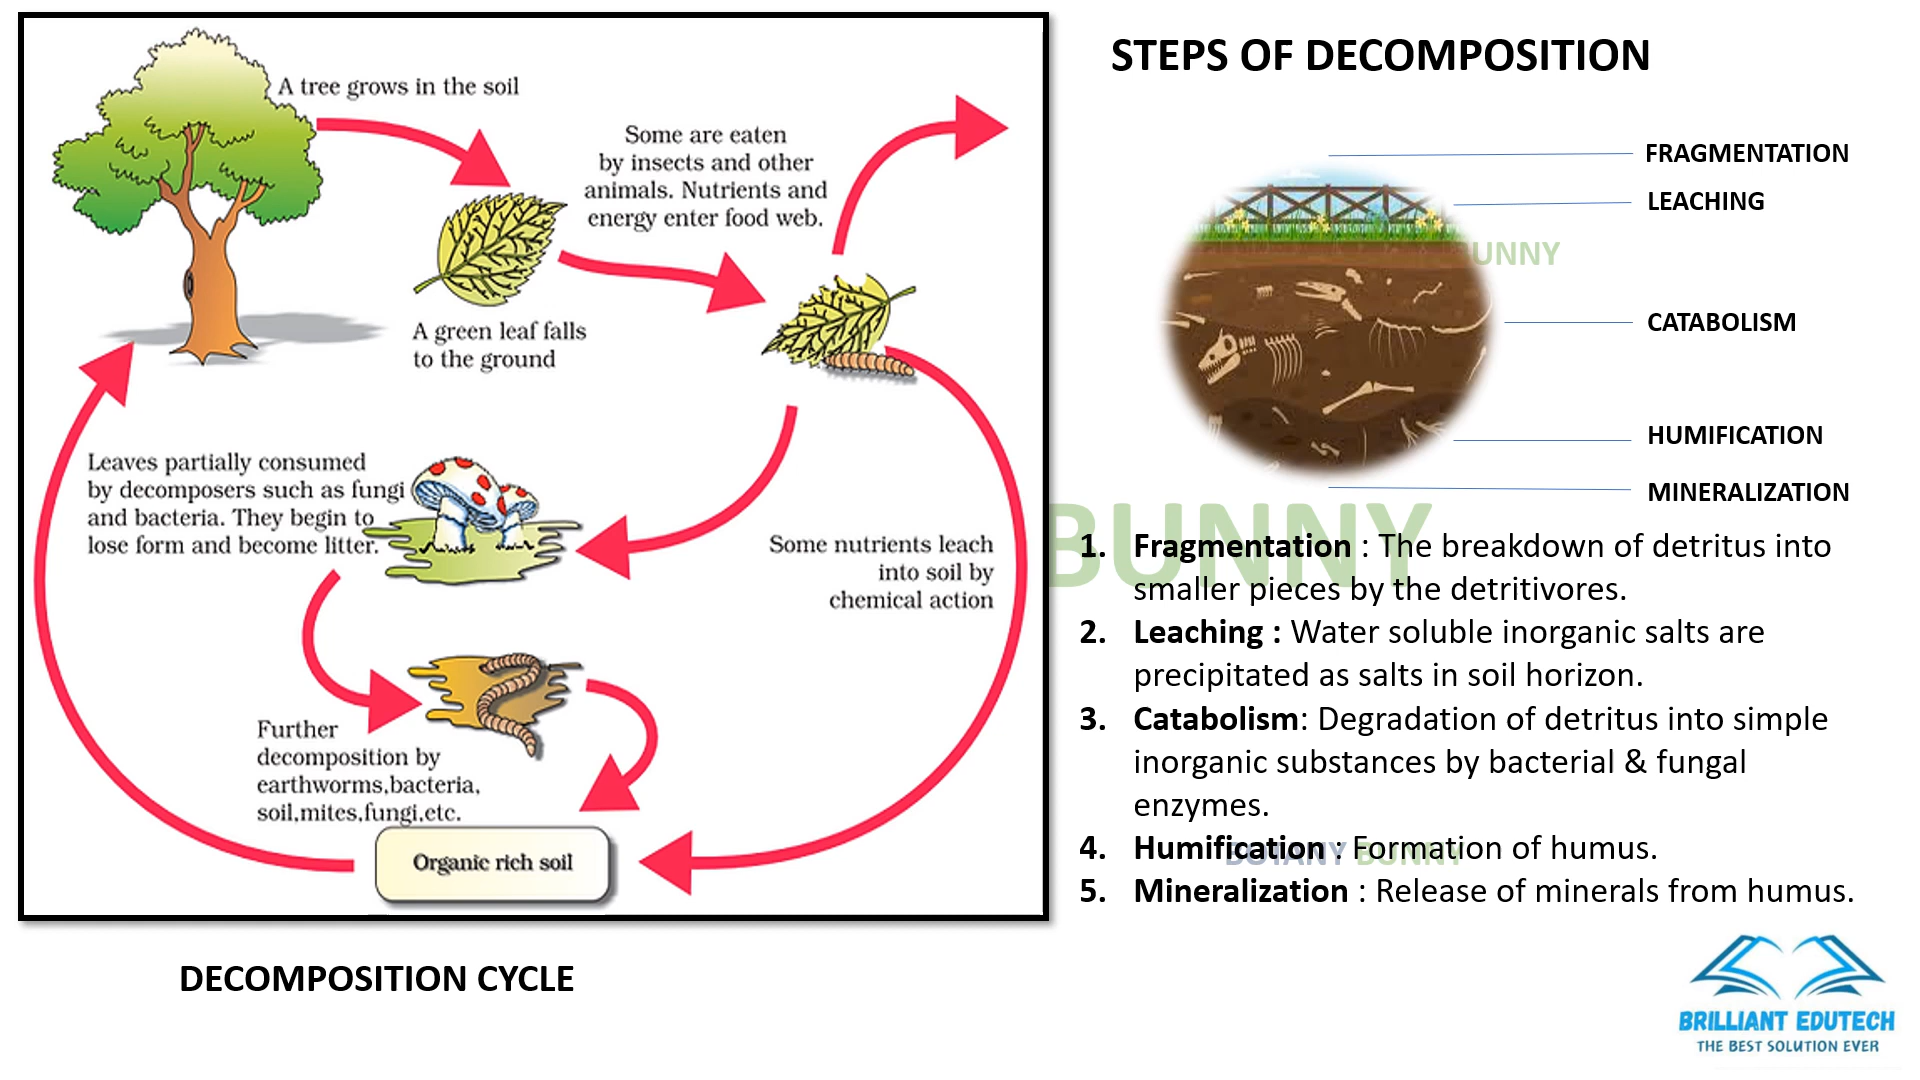 A tree grows in the soil
Some are eaten
by insects and other
animals. Nutrients and
energy enter food web.
A green leaf falls
to the ground
Leaves partially consumed
by decomposers such as fungi
and bacteria. They begin to
lose form and become litter.
Some nutrients leach
into soil by
chemical action
Further
decomposition by
earthworms,bacteria,
soil,mites,fungi,etc.
Organic rich soil
DECOMPOSITION CYCLE
STEPS OF DECOMPOSITION
FRAGMENTATION
LEACHING
UNNY
CATABOLISM
HUMIFICATION
MINERALIZATION
BUNNY
1. Fragmentation : The breakdown of detritus into
smaller pieces by the detritivores.
2. Leaching : Water soluble inorganic salts are
precipitated as salts in soil horizon.
3. Catabolism: Degradation of detritus into simple
inorganic substances by bacterial & fungal
enzymes.
4. Humification : Formation of humus.
BOTANY BUNNY
5. Mineralization : Release of minerals from humus.
BRILLIANT EDUTECH
THE BEST SOLUTION EVER